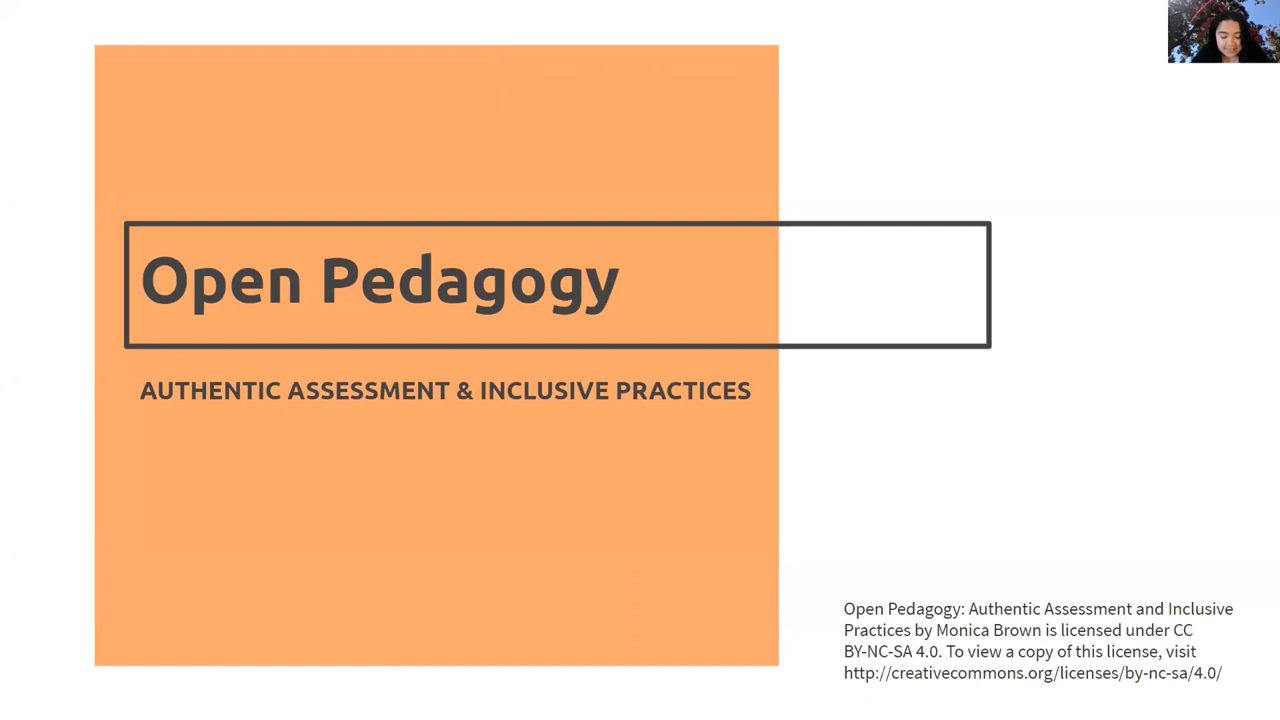 Open Pedagogy
AUTHENTIC ASSESSMENT & INCLUSIVE PRACTICES
Open Pedagogy: Authentic Assessment and Inclusive
Practices by Monica Brown is licensed under CC
BY-NC-SA 4.0. To view a copy of this license, visit
http://creativecommons.org/licenses/by-nc-sa/4.0/